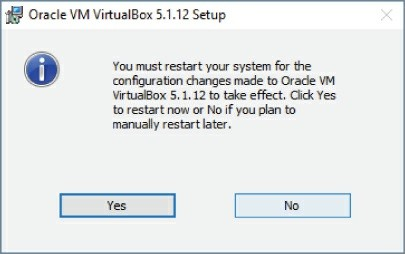 Oracle VM VirtualBox 5.1.12 Setup
You must restart your system for the
configuration changes made to Oracle VM
VirtualBox 5.1.12 to take effect. Click Yes
to restart now or No if you plan to
manually restart later.
Yes
No